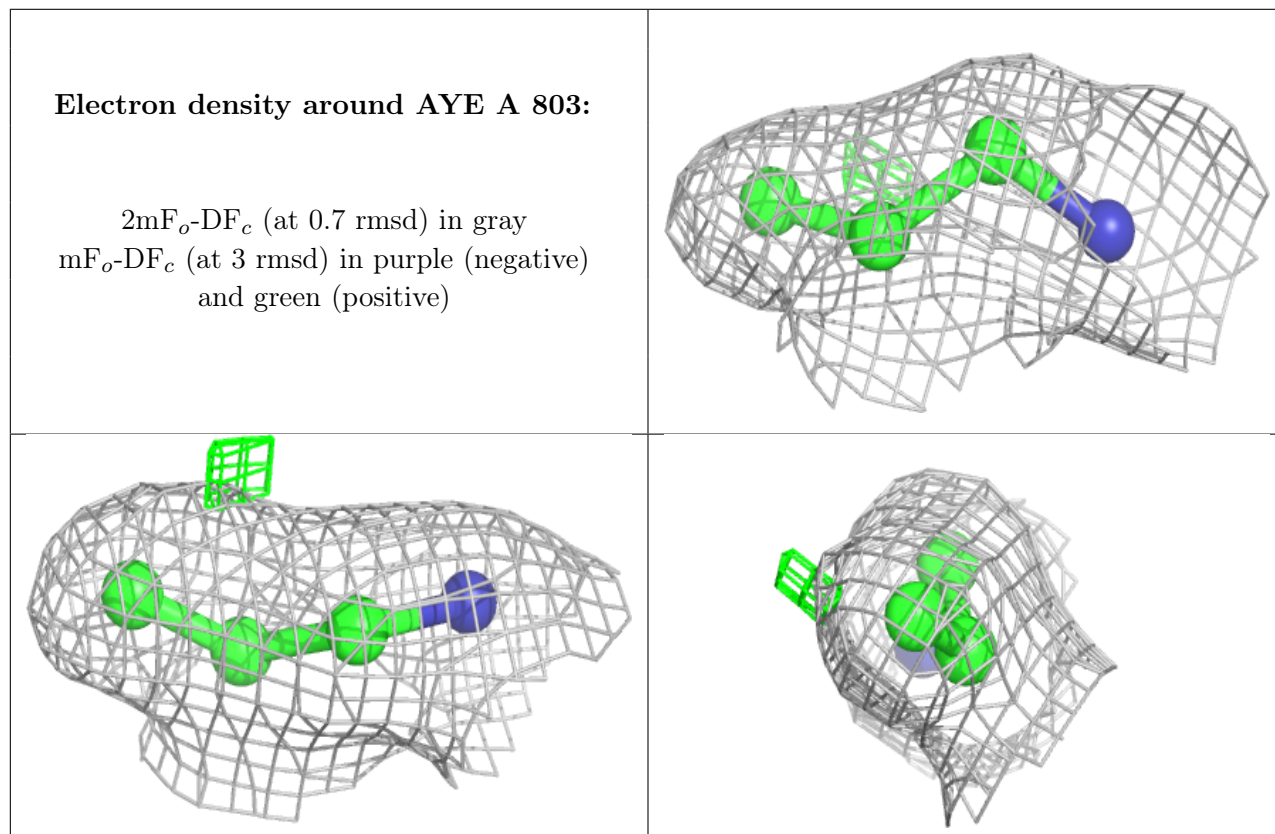 Electron density around AYE A 803:
2mFo-DFc (at 0.7 rmsd) in gray
mFo-DFc (at 3 rmsd) in purple (negative)
and green (positive)